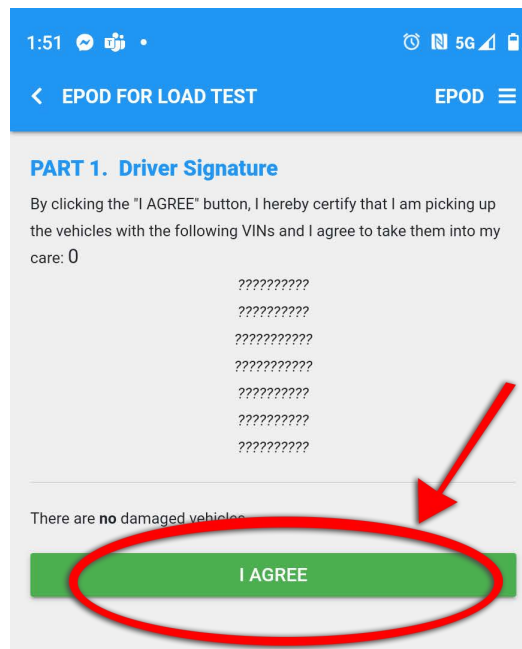 1:51 5G
EPOD FOR LOAD TEST EPOD
PART 1. Driver Signature
By clicking the "I AGREE" button, I hereby certify that I am picking up
the vehicles with the following VINs and I agree to take them into my
care: 0
??????????
??????????
???????????
???????????
??????????
??????????
??????????
There are no damaged vehicles
I AGREE